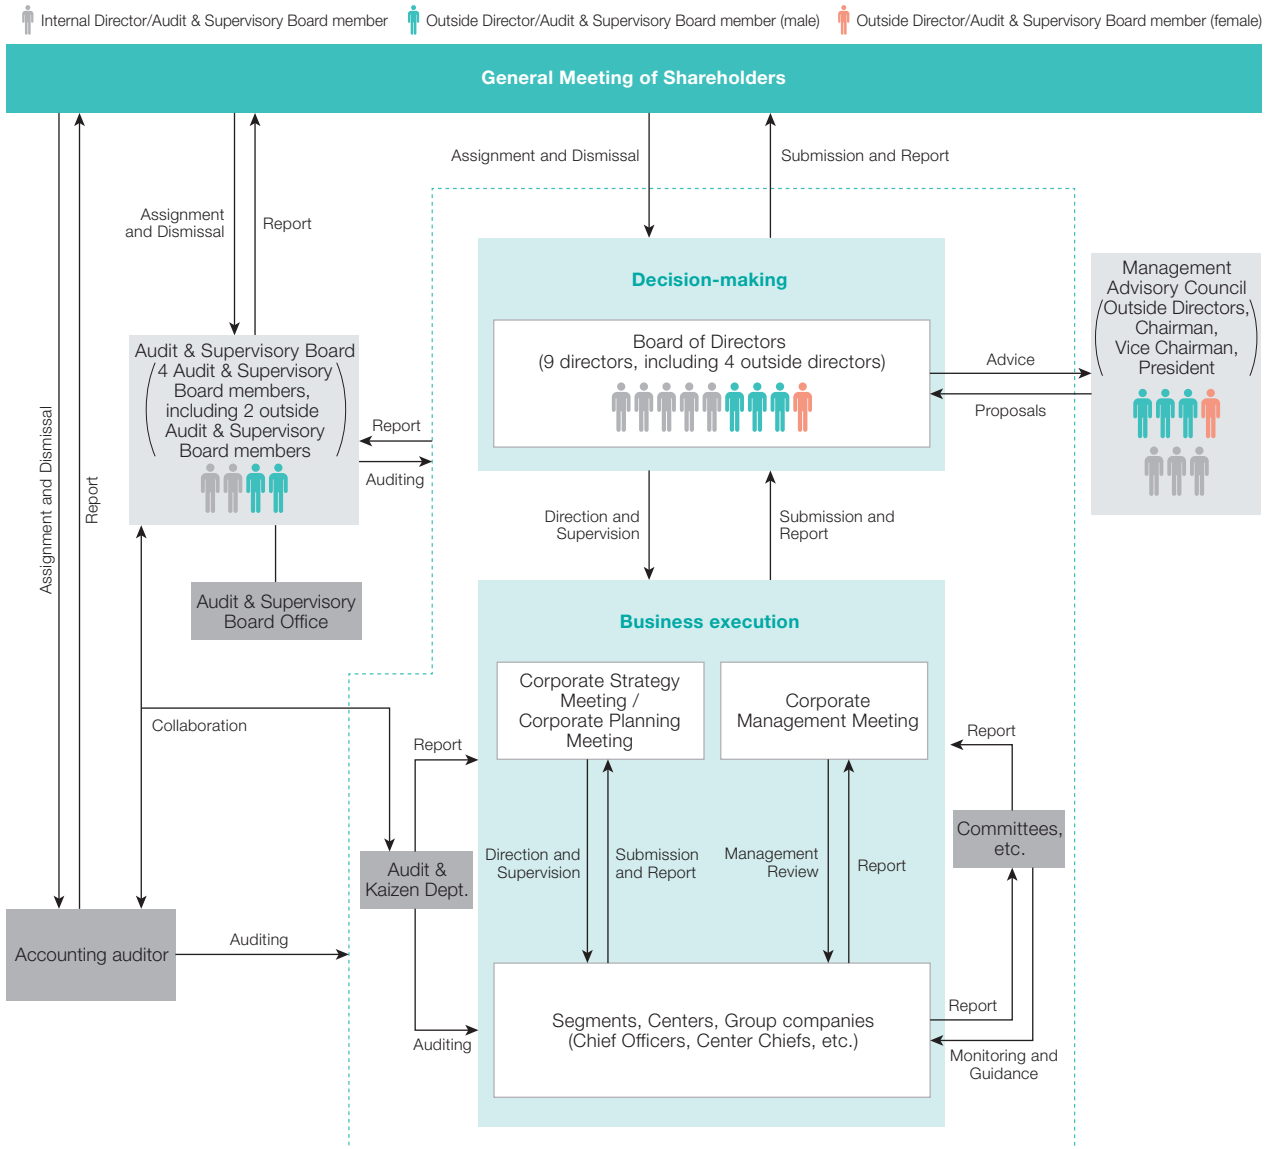 Internal Director/Audit & Supervisory Board member
Outside Director/Audit & Supervisory Board member (male)
Outside Director/Audit & Supervisory Board member (female)
General Meeting of Shareholders
Assignment and Dismissal
Submission and Report
Assignment
and Dismissal
Report
Decision-making
Board of Directors
(9 directors, including 4 outside directors)
Advice
Proposals
Management
Advisory Council
(Outside Directors,
Chairman,
Vice Chairman,
President)
Audit & Supervisory Board
(4 Audit & Supervisory
Board members,
including 2 outside
Audit & Supervisory
Board members)
Report
Auditing
Assignment and Dismissal
Report
Direction and
Supervision
Submission and
Report
Audit & Supervisory
Board Office
Business execution
Corporate Strategy
Meeting /
Corporate Planning
Meeting
Corporate
Management Meeting
Collaboration
Report
Report
Audit &
Kaizen Dept.
Direction and
Supervision
Submission
and Report
Management
Review
Report
Committees,
etc.
Accounting auditor
Auditing
Auditing
Segments, Centers, Group companies
(Chief Officers, Center Chiefs, etc.)
Report
Monitoring and
Guidance